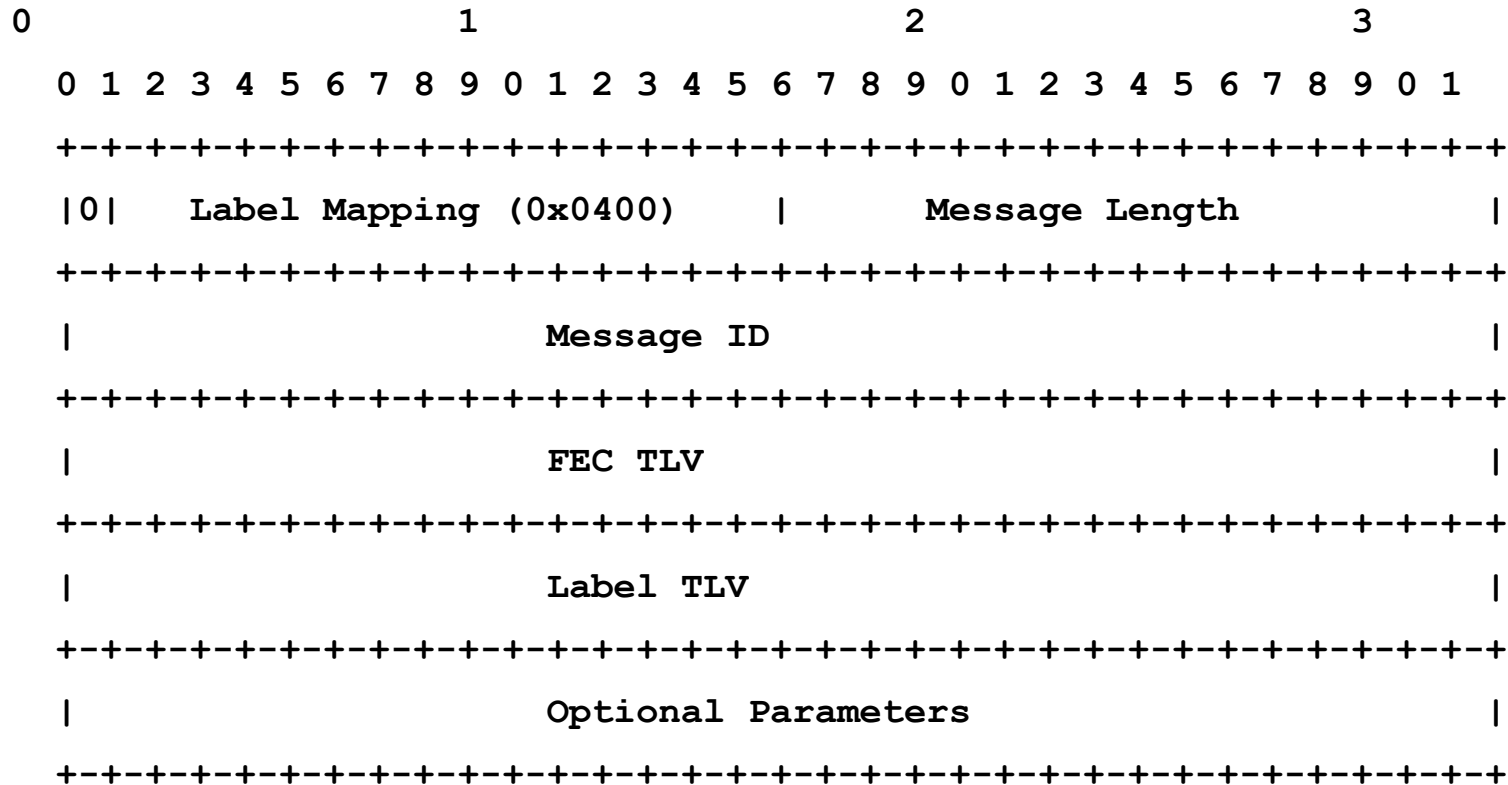 0                   1                   2                   3
  0 1 2 3 4 5 6 7 8 9 0 1 2 3 4 5 6 7 8 9 0 1 2 3 4 5 6 7 8 9 0 1
  +-+-+-+-+-+-+-+-+-+-+-+-+-+-+-+-+-+-+-+-+-+-+-+-+-+-+-+-+-+-+-+-+
  |0|   Label Mapping (0x0400)    |      Message Length           |
  +-+-+-+-+-+-+-+-+-+-+-+-+-+-+-+-+-+-+-+-+-+-+-+-+-+-+-+-+-+-+-+-+
  |                     Message ID                                |
  +-+-+-+-+-+-+-+-+-+-+-+-+-+-+-+-+-+-+-+-+-+-+-+-+-+-+-+-+-+-+-+-+
  |                     FEC TLV                                   |
  +-+-+-+-+-+-+-+-+-+-+-+-+-+-+-+-+-+-+-+-+-+-+-+-+-+-+-+-+-+-+-+-+
  |                     Label TLV                                 |
  +-+-+-+-+-+-+-+-+-+-+-+-+-+-+-+-+-+-+-+-+-+-+-+-+-+-+-+-+-+-+-+-+
  |                     Optional Parameters                       |
  +-+-+-+-+-+-+-+-+-+-+-+-+-+-+-+-+-+-+-+-+-+-+-+-+-+-+-+-+-+-+-+-+